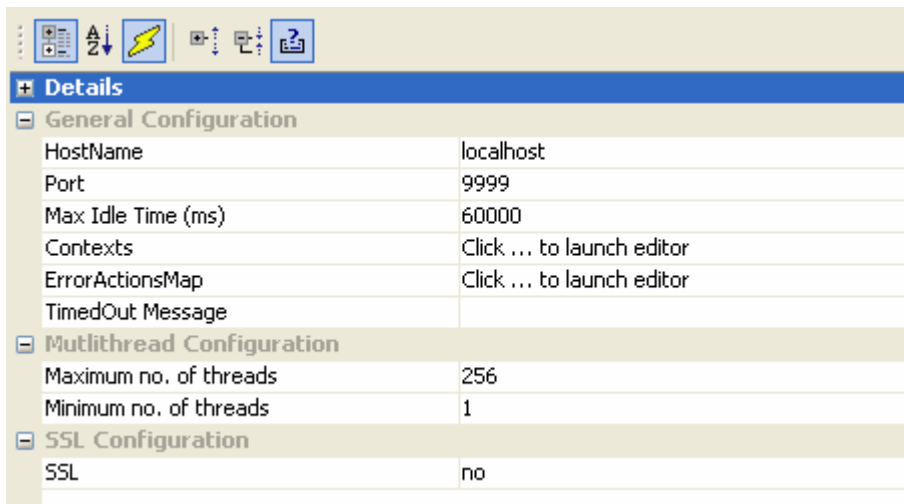 Details
General Configuration
HostName localhost
Port 9999
Max Idle Time (ms) 60000
Contexts Click ... to launch editor
ErrorActionsMap Click ... to launch editor
TimedOut Message
Mutlithread Configuration
Maximum no. of threads 256
Minimum no. of threads 1
SSL Configuration
SSL no